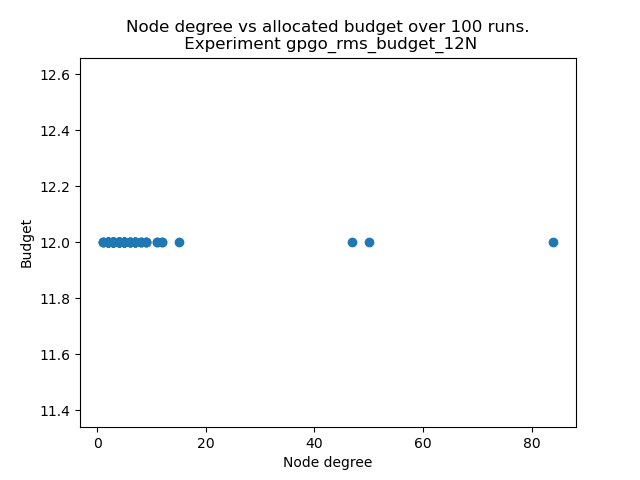 Node degree vs allocated budget over 100 runs.
Experiment gpgo_rms_budget_12N
12.6
12.4
12.2
12.0
11.8
11.6
11.4
Budget
0 20 40 60 80
Node degree